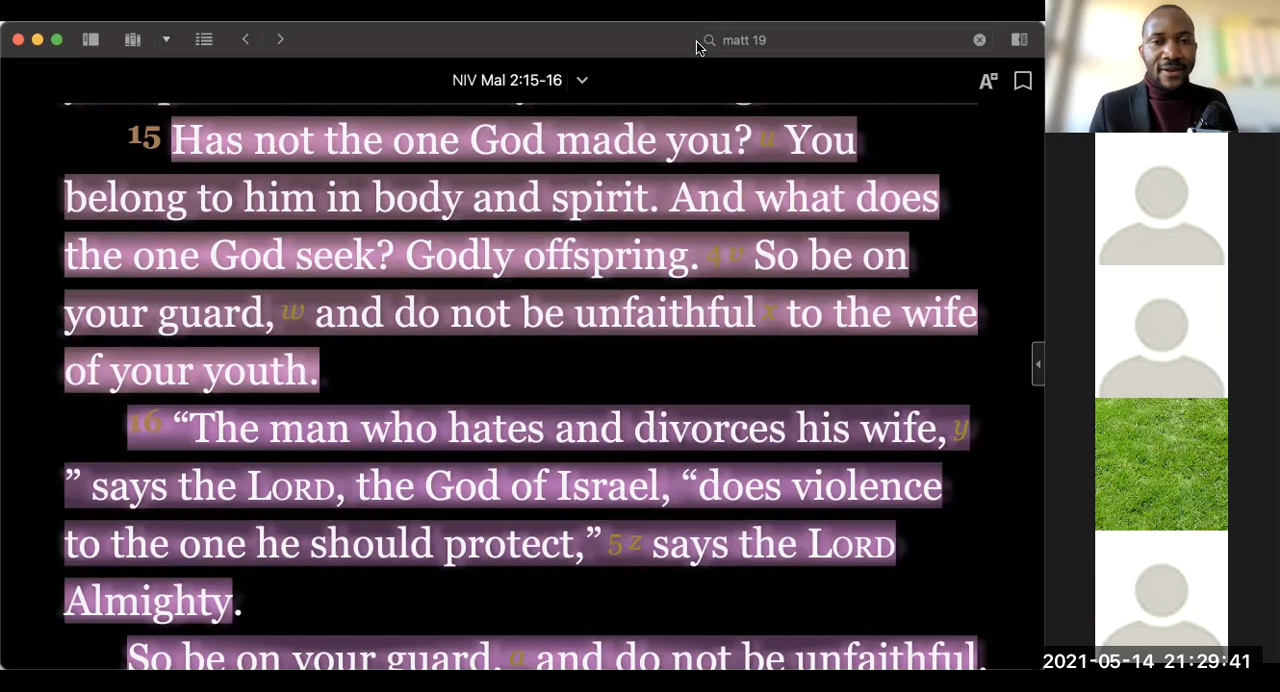 matt 19
NIV Mal 2:15-16
15 Has not the one God made you? u You
belong to him in body and spirit. And what does
the one God seek? Godly offspring. 4 v So be on
your guard, w and do not be unfaithful x to the wife
of your youth.
16 “The man who hates and divorces his wife, y
” says the LORD, the God of Israel, “does violence
to the one he should protect,” 5 z says the LORD
Almighty.
So be on your guard, a and do not be unfaithful.
2021-05-14 21:29:41